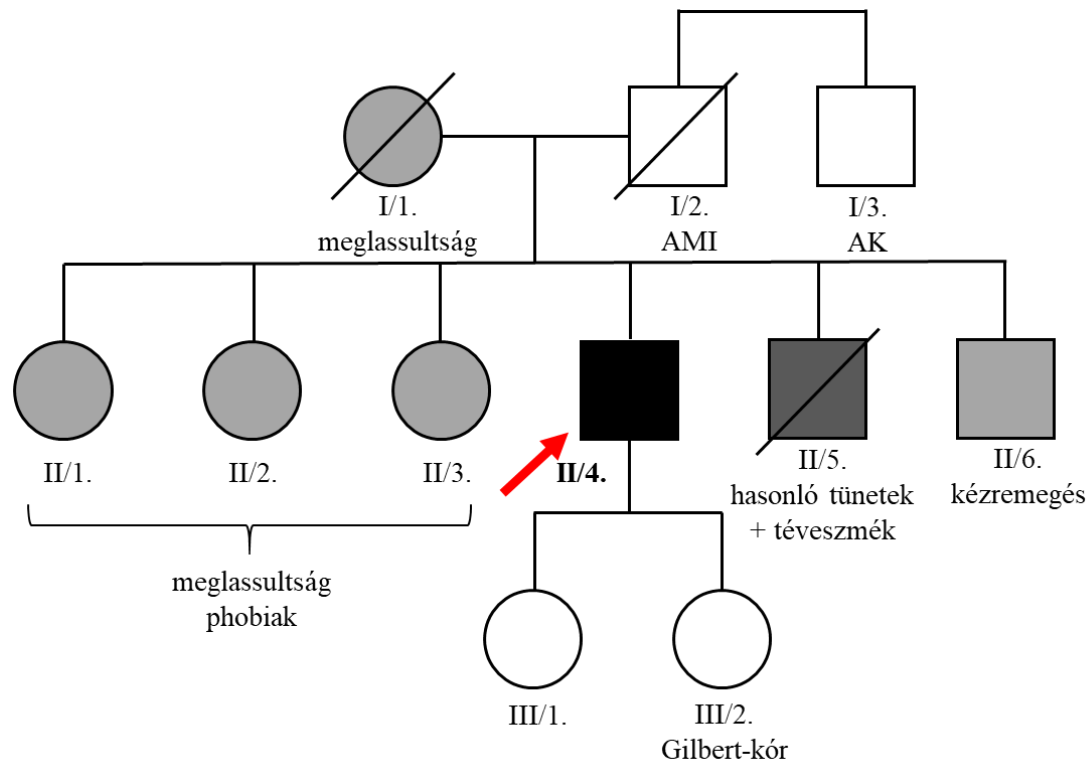 I/1.
meglassultság
I/2.
AMI
I/3.
AK
II/1.
II/2.
II/3.
II/4.
II/5.
hasonló tünetek
+ téveszmék
II/6.
kézremegés
meglassultság
phobiak
III/1.
III/2.
Gilbert-kór